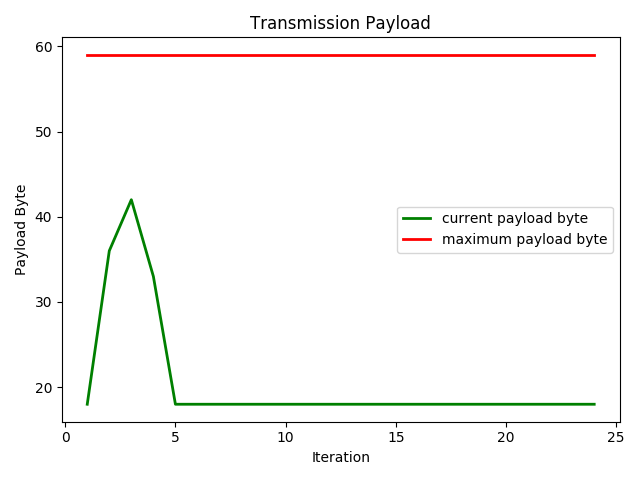 Transmission Payload
60
50
40
30
20
Payload Byte
current payload byte
maximum payload byte
0 5 10 15 20 25
Iteration